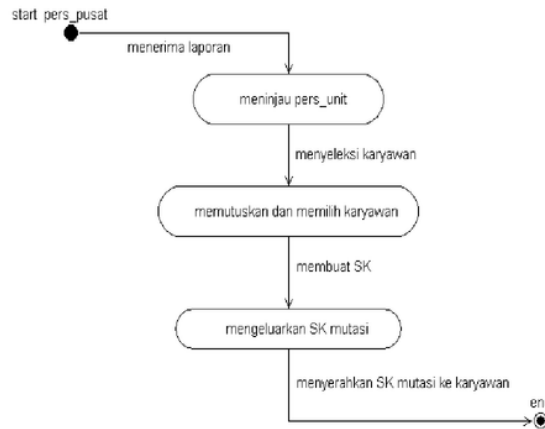 start pers_pusat
menerima laporan
meninjau pers_unit
menyeleksi karyawan
memutuskan dan memilih karyawan
membuat SK
mengeluarkan SK mutasi
menyerahkan SK mutasi ke karyawan
en